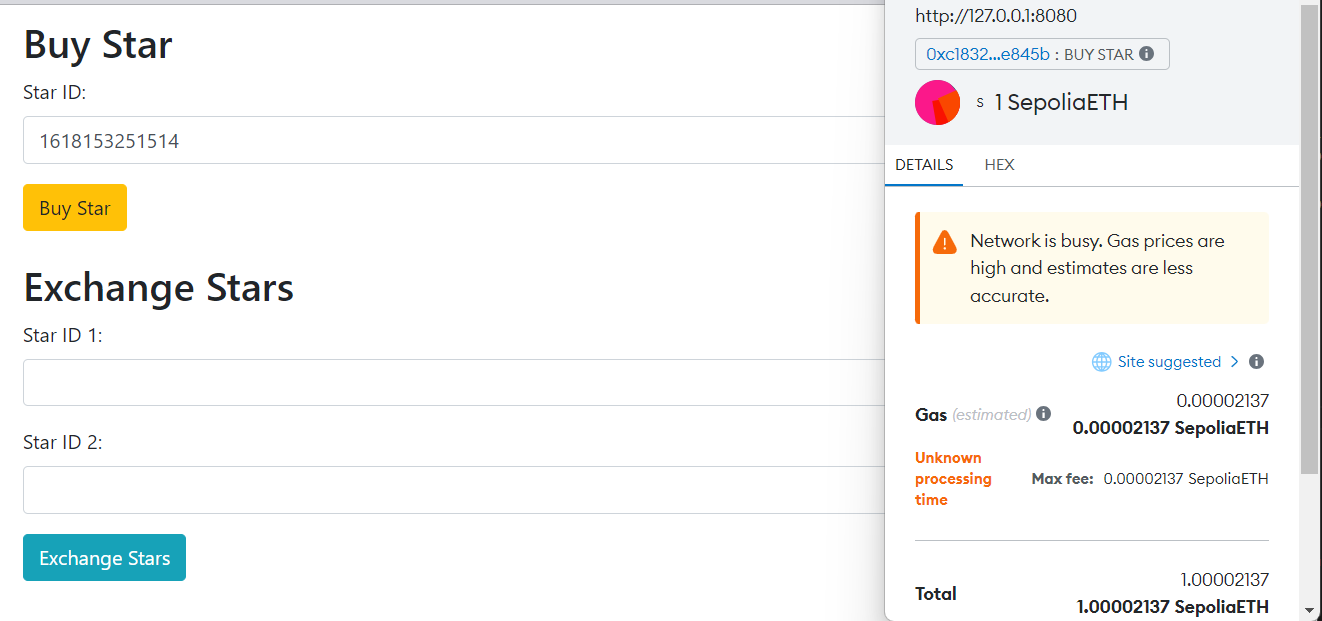 Buy Star
Star ID:
1618153251514
Buy Star
Exchange Stars
Star ID 1:
Star ID 2:
Exchange Stars
http://127.0.0.1:8080
0xc1832...e845b : BUY STAR
S 1 SepoliaETH
DETAILS HEX
Network is busy. Gas prices are
high and estimates are less
accurate.
Site suggested >
0.00002137
Gas (estimated) 0.00002137 SepoliaETH
Unknown
processing
time
Max fee: 0.00002137 SepoliaETH
1.00002137
Total
1.00002137 SepoliaETH